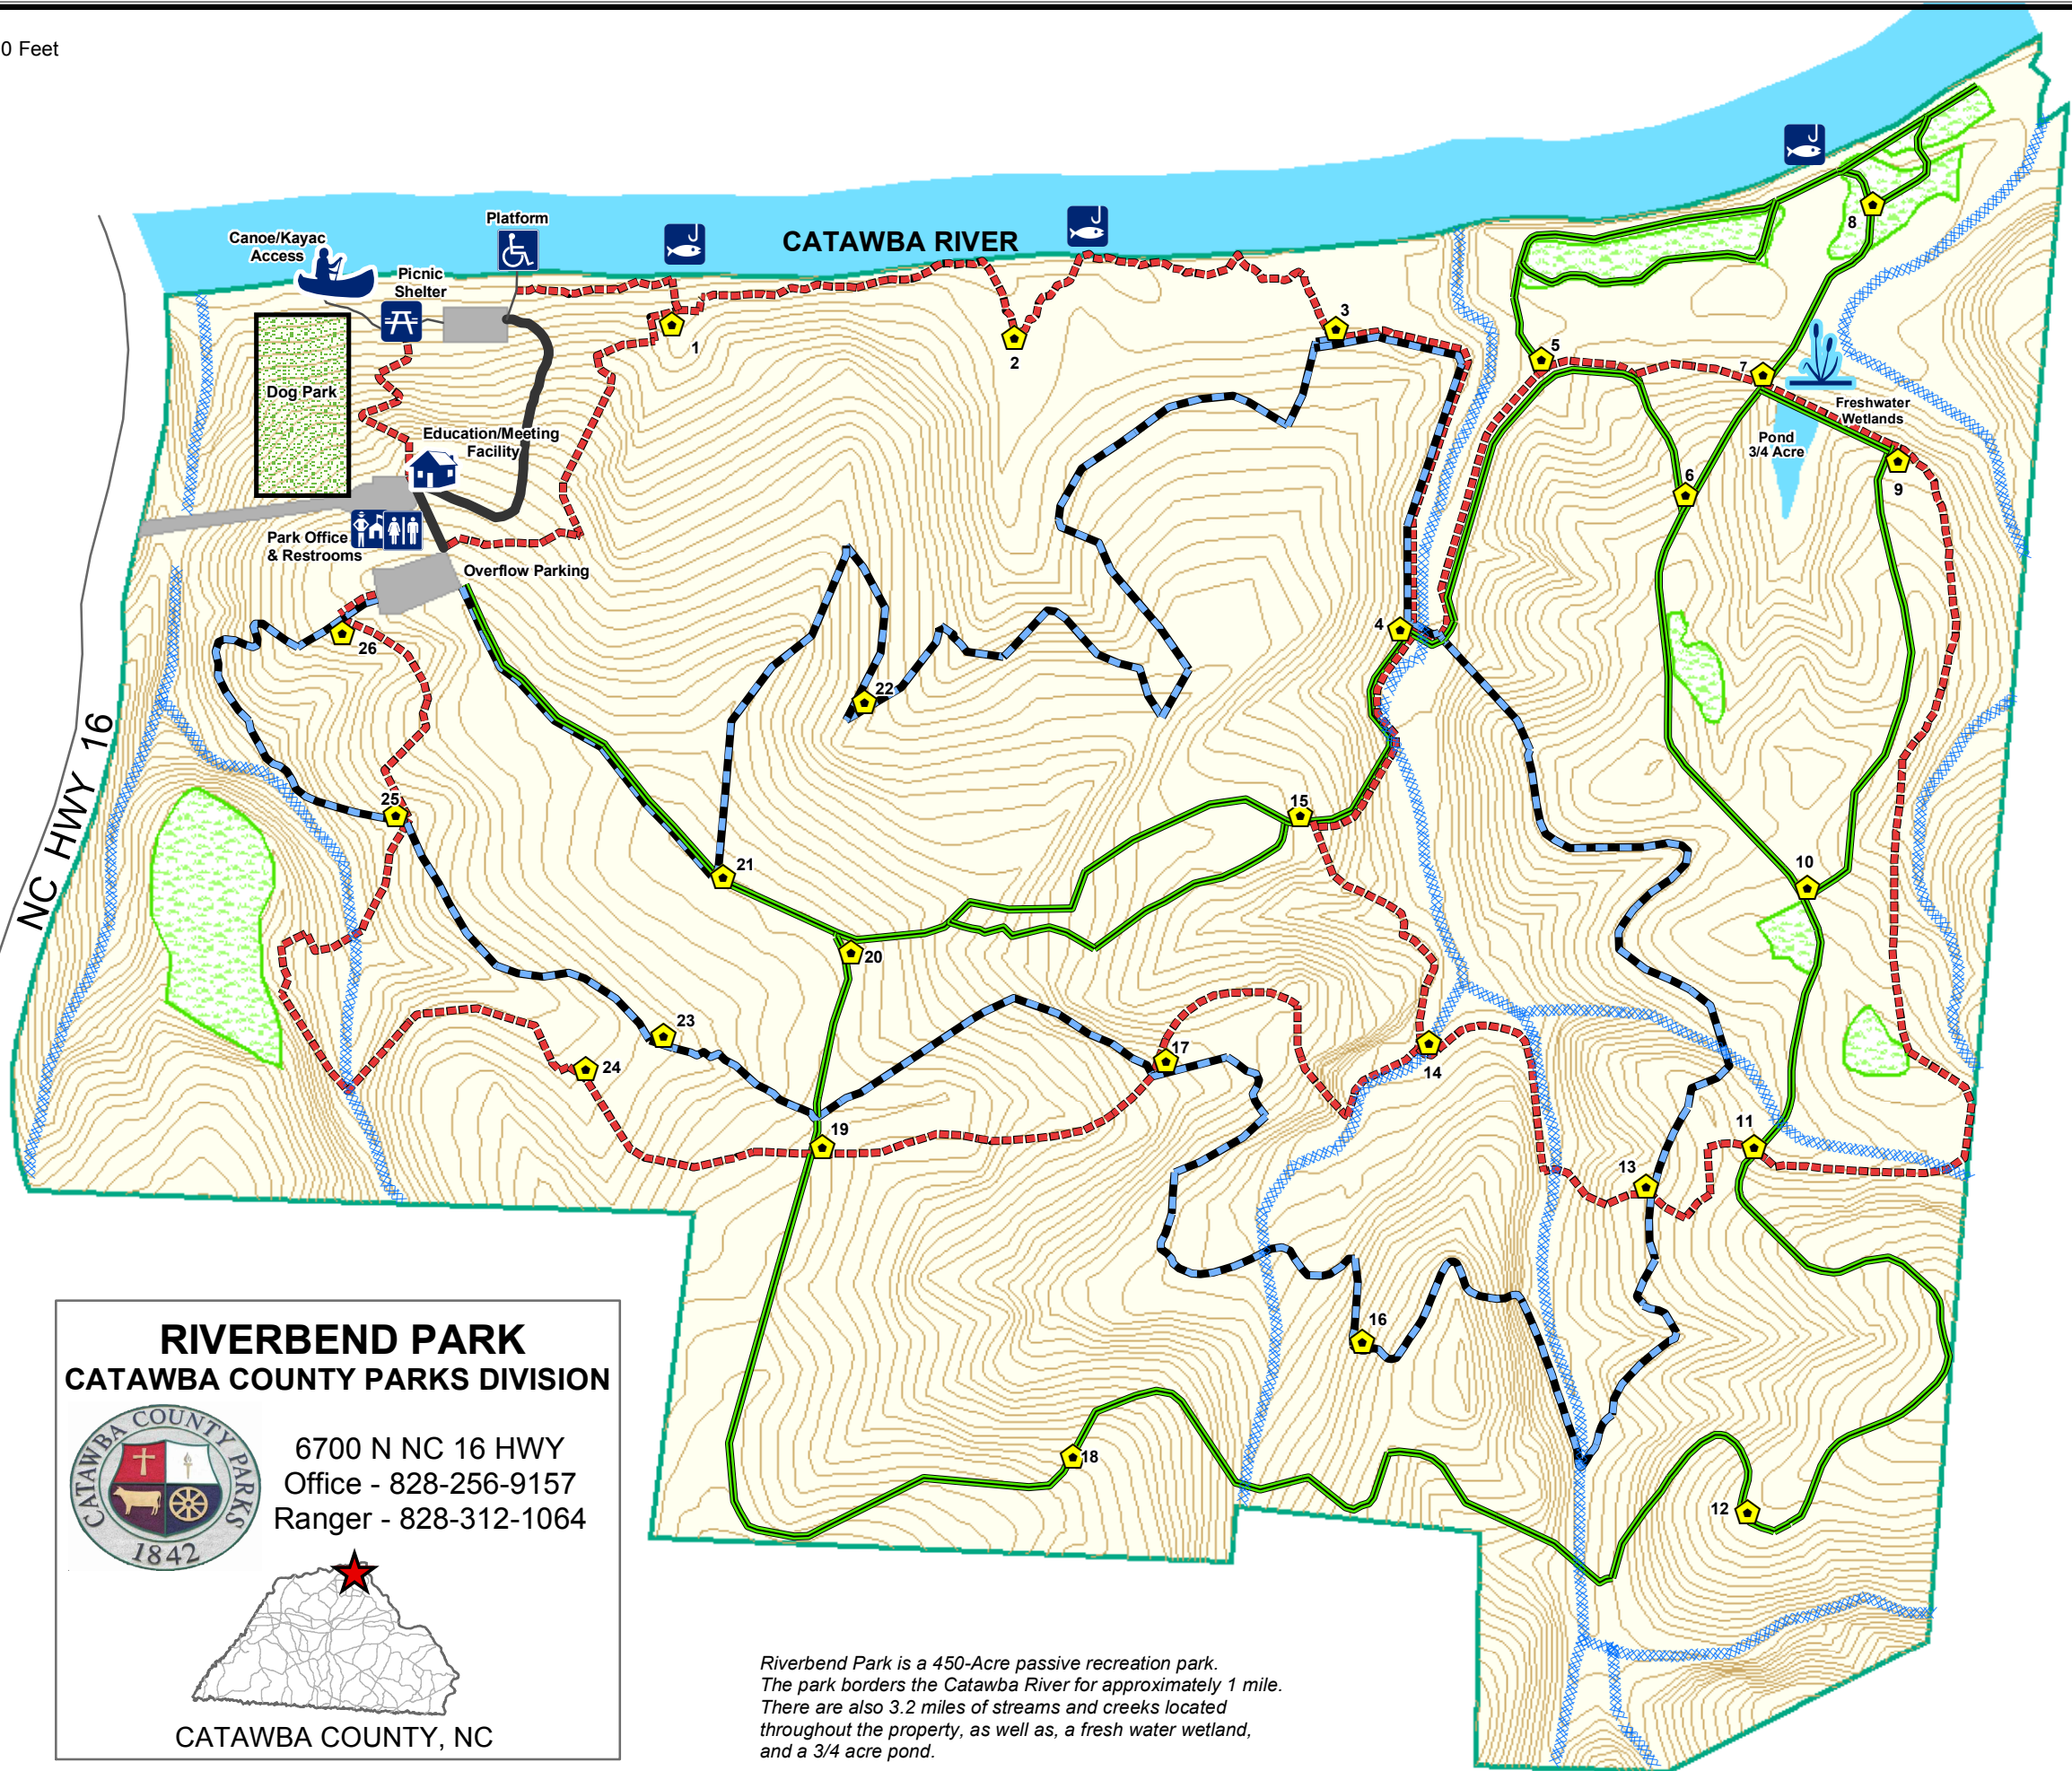 0 Feet
Platform
Canoe/Kayac
Access
Picnic
Shelter
CATAWBA RIVER
Dog Park
Education/Meeting
Facility
Park Office
& Restrooms
Overflow Parking
Freshwater
Wetlands
Pond
3/4 Acre
NC HWY 16
1
2
3
4
5
6
7
8
9
10
11
12
13
14
15
16
17
18
19
20
21
22
23
24
25
26
RIVERBEND PARK
CATAWBA COUNTY PARKS DIVISION
CATAWBA COUNTY PARKS
1842
6700 N NC 16 HWY
Office - 828-256-9157
Ranger - 828-312-1064
CATAWBA COUNTY, NC
Riverbend Park is a 450-Acre passive recreation park.
The park borders the Catawba River for approximately 1 mile.
There are also 3.2 miles of streams and creeks located
throughout the property, as well as, a fresh water wetland,
and a 3/4 acre pond.